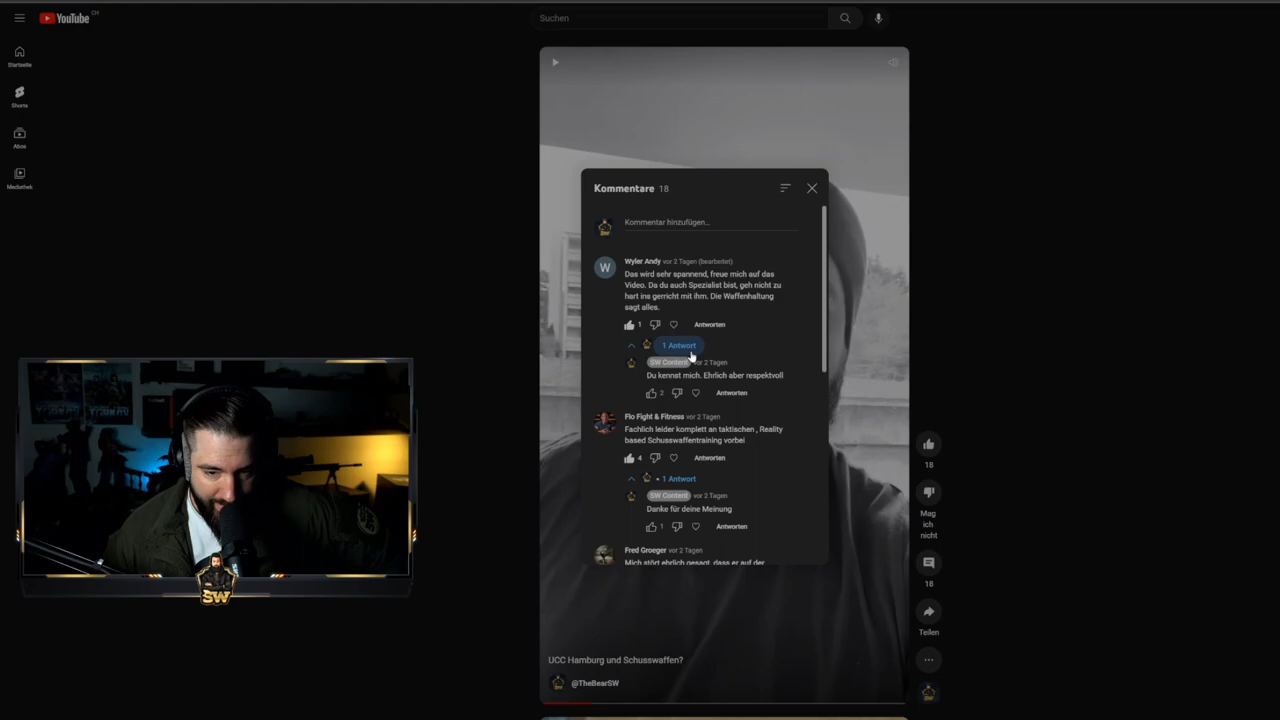 YouTube CH
Suchen
Startseite
Shorts
Abos
Mediathek
Kommentare 18
Kommentar hinzufügen...
W
Wyler Andy vor 2 Tagen (bearbeitet)
Das wird sehr spannend, freue mich auf das
Video. Da du auch Spezialist bist, geh nicht zu
hart ins gerricht mit ihm. Die Waffenhaltung
sagt alles.
1 Antworten
1 Antwort
SW Content vor 2 Tagen
Du kennst mich. Ehrlich aber respektvoll
2 Antworten
Flo Fight & Fitness vor 2 Tagen
Fachlich leider komplett an taktischen , Reality
based Schusswaffentraining vorbei
4 Antworten
• 1 Antwort
SW Content vor 2 Tagen
Danke für deine Meinung
1 Antworten
Fred Groeger vor 2 Tagen
Mich stört ehrlich gesagt, dass er auf der
18
Mag
ich
nicht
18
Teilen
UCC Hamburg und Schusswaffen?
@TheBearSW
SW